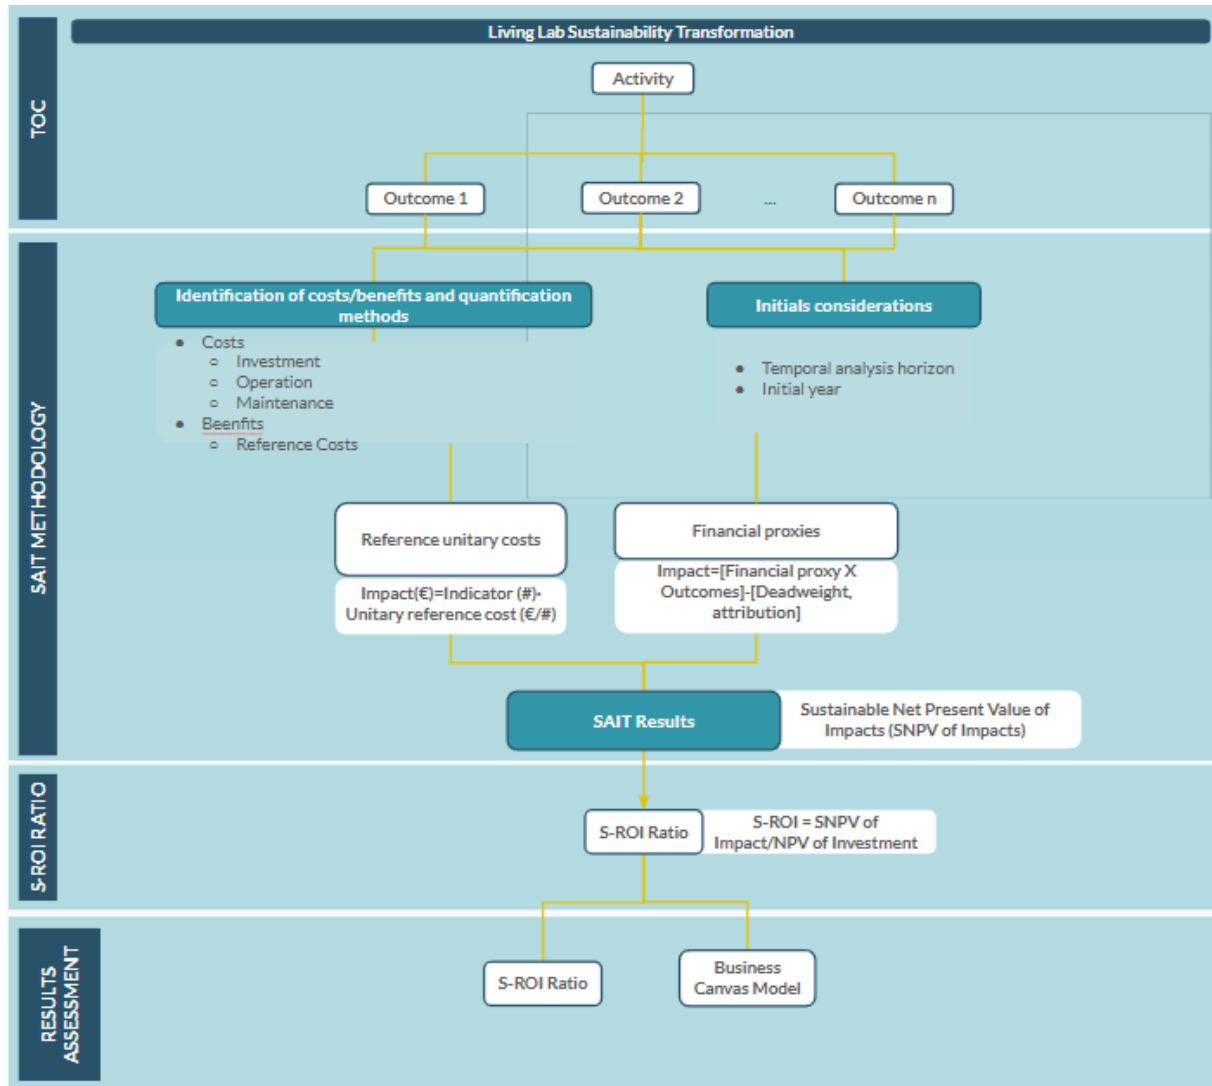 Living Lab Sustainability Transformation
TOC
Activity
Outcome 1
Outcome 2
...
Outcome n
SAIT METHODOLOGY
Identification of costs/benefits and quantification
methods
● Costs
○ Investment
○ Operation
○ Maintenance
● Beenfits
○ Reference Costs
Initials considerations
● Temporal analysis horizon
● Initial year
Reference unitary costs
Impact(€)=Indicator (#)·
Unitary reference cost (€/#)
Financial proxies
Impact=[Financial proxy X
Outcomes]-[Deadweight,
attribution]
SAIT Results
Sustainable Net Present Value of
Impacts (SNPV of Impacts)
S-ROI RATIO
S-ROI Ratio
S-ROI = SNPV of
Impact/NPV of Investment
RESULTS
ASSESSMENT
S-ROI Ratio
Business
Canvas Model